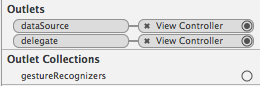 Outlets
dataSource View Controller
delegate View Controller
Outlet Collections
gestureRecognizers